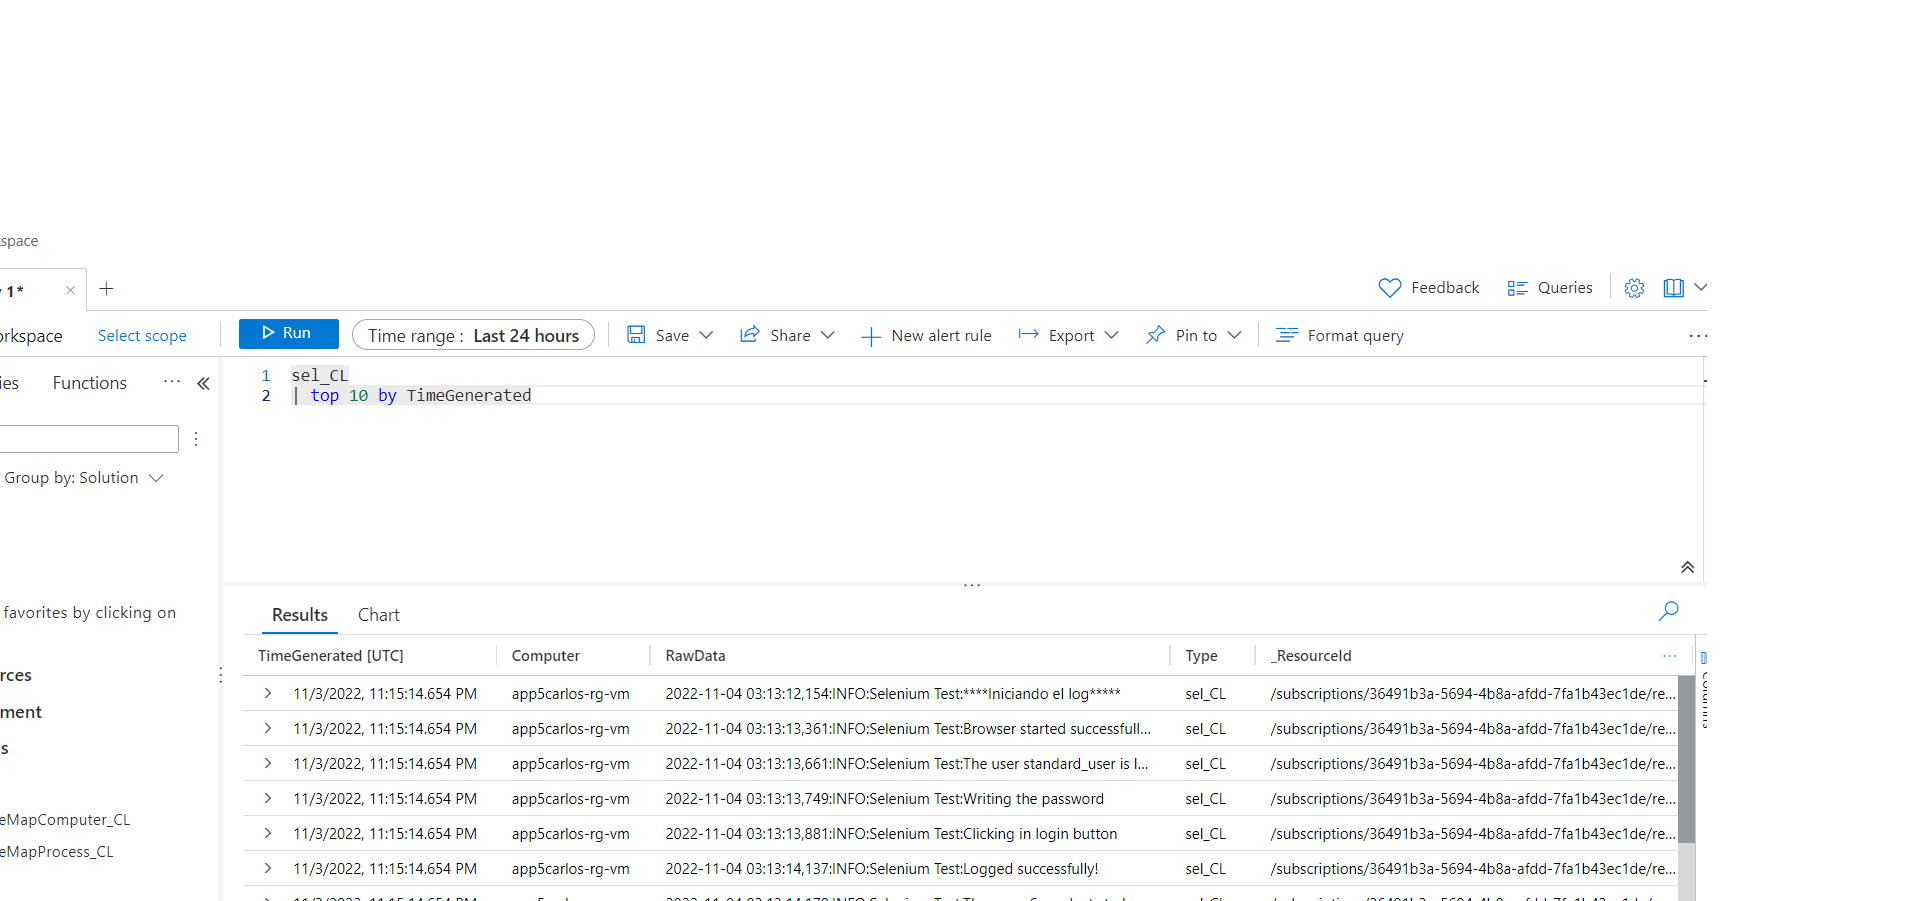 space
1*
Feedback
Queries
Select scope
Run
Time range : Last 24 hours
Save
Share
New alert rule
Export
Pin to
Format query
Functions
1 sel_CL
2 | top 10 by TimeGenerated
Group by: Solution
favorites by clicking on
Results
Chart
TimeGenerated [UTC] Computer RawData Type _ResourceId
11/3/2022, 11:15:14.654 PM app5carlos-rg-vm 2022-11-04 03:13:12,154:INFO:Selenium Test:****Iniciando el log***** sel_CL /subscriptions/36491b3a-5694-4b8a-afdd-7fa1b43ec1de/re...
11/3/2022, 11:15:14.654 PM app5carlos-rg-vm 2022-11-04 03:13:13,361:INFO:Selenium Test:Browser started successfull... sel_CL /subscriptions/36491b3a-5694-4b8a-afdd-7fa1b43ec1de/re...
11/3/2022, 11:15:14.654 PM app5carlos-rg-vm 2022-11-04 03:13:13,661:INFO:Selenium Test:The user standard_user is l... sel_CL /subscriptions/36491b3a-5694-4b8a-afdd-7fa1b43ec1de/re...
11/3/2022, 11:15:14.654 PM app5carlos-rg-vm 2022-11-04 03:13:13,749:INFO:Selenium Test:Writing the password sel_CL /subscriptions/36491b3a-5694-4b8a-afdd-7fa1b43ec1de/re...
11/3/2022, 11:15:14.654 PM app5carlos-rg-vm 2022-11-04 03:13:13,881:INFO:Selenium Test:Clicking in login button sel_CL /subscriptions/36491b3a-5694-4b8a-afdd-7fa1b43ec1de/re...
11/3/2022, 11:15:14.654 PM app5carlos-rg-vm 2022-11-04 03:13:14,137:INFO:Selenium Test:Logged successfully! sel_CL /subscriptions/36491b3a-5694-4b8a-afdd-7fa1b43ec1de/re...
rces
ment
s
eMapComputer_CL
eMapProcess_CL